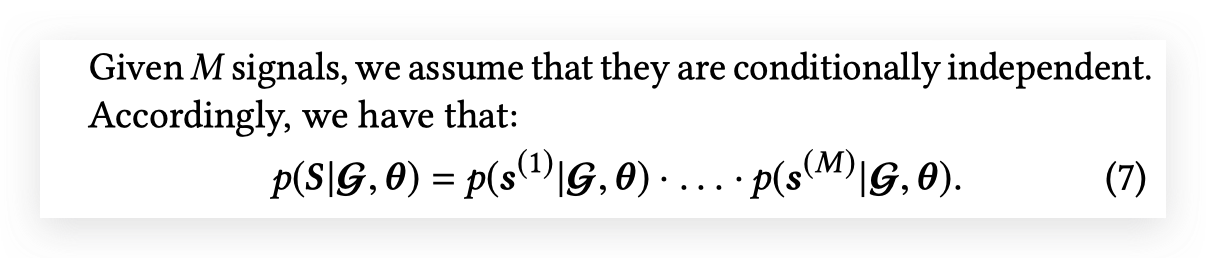 Given M signals, we assume that they are conditionally independent.
Accordingly, we have that:
p(S|𝓖, θ) = p(s⁽¹⁾|𝓖, θ) · . . . · p(s⁽ᴹ⁾|𝓖, θ). (7)